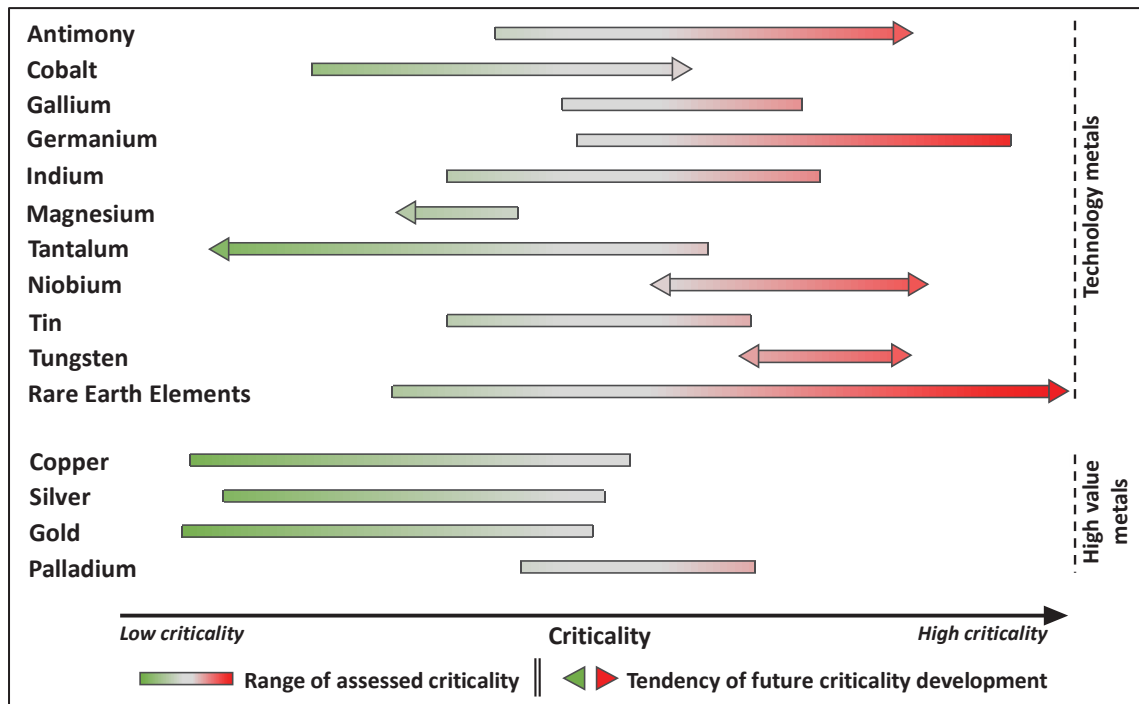 Antimony
Cobalt
Gallium
Germanium
Indium
Magnesium
Tantalum
Niobium
Tin
Tungsten
Rare Earth Elements
Technology metals
Copper
Silver
Gold
Palladium
High value
metals
Low criticality
Criticality
High criticality
Range of assessed criticality
Tendency of future criticality development